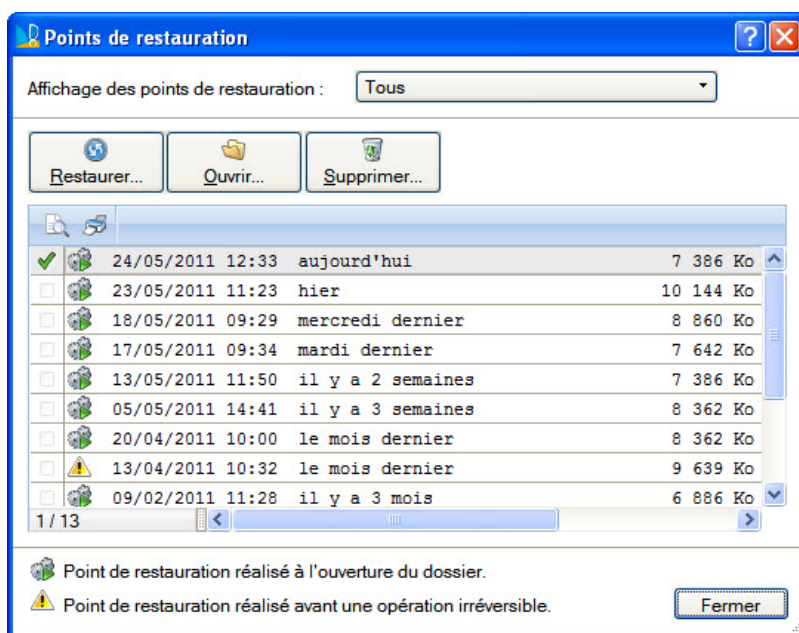 Points de restauration
Affichage des points de restauration : Tous
Restaurer... Ouvrir... Supprimer...
24/05/2011 12:33 aujourd'hui 7 386 Ko
23/05/2011 11:23 hier 10 144 Ko
18/05/2011 09:29 mercredi dernier 8 860 Ko
17/05/2011 09:34 mardi dernier 7 642 Ko
13/05/2011 11:50 il y a 2 semaines 7 386 Ko
05/05/2011 14:41 il y a 3 semaines 8 362 Ko
20/04/2011 10:00 le mois dernier 8 362 Ko
13/04/2011 10:32 le mois dernier 9 639 Ko
09/02/2011 11:28 il y a 3 mois 6 886 Ko
1 / 13
Point de restauration réalisé à l'ouverture du dossier.
Point de restauration réalisé avant une opération irréversible. Fermer